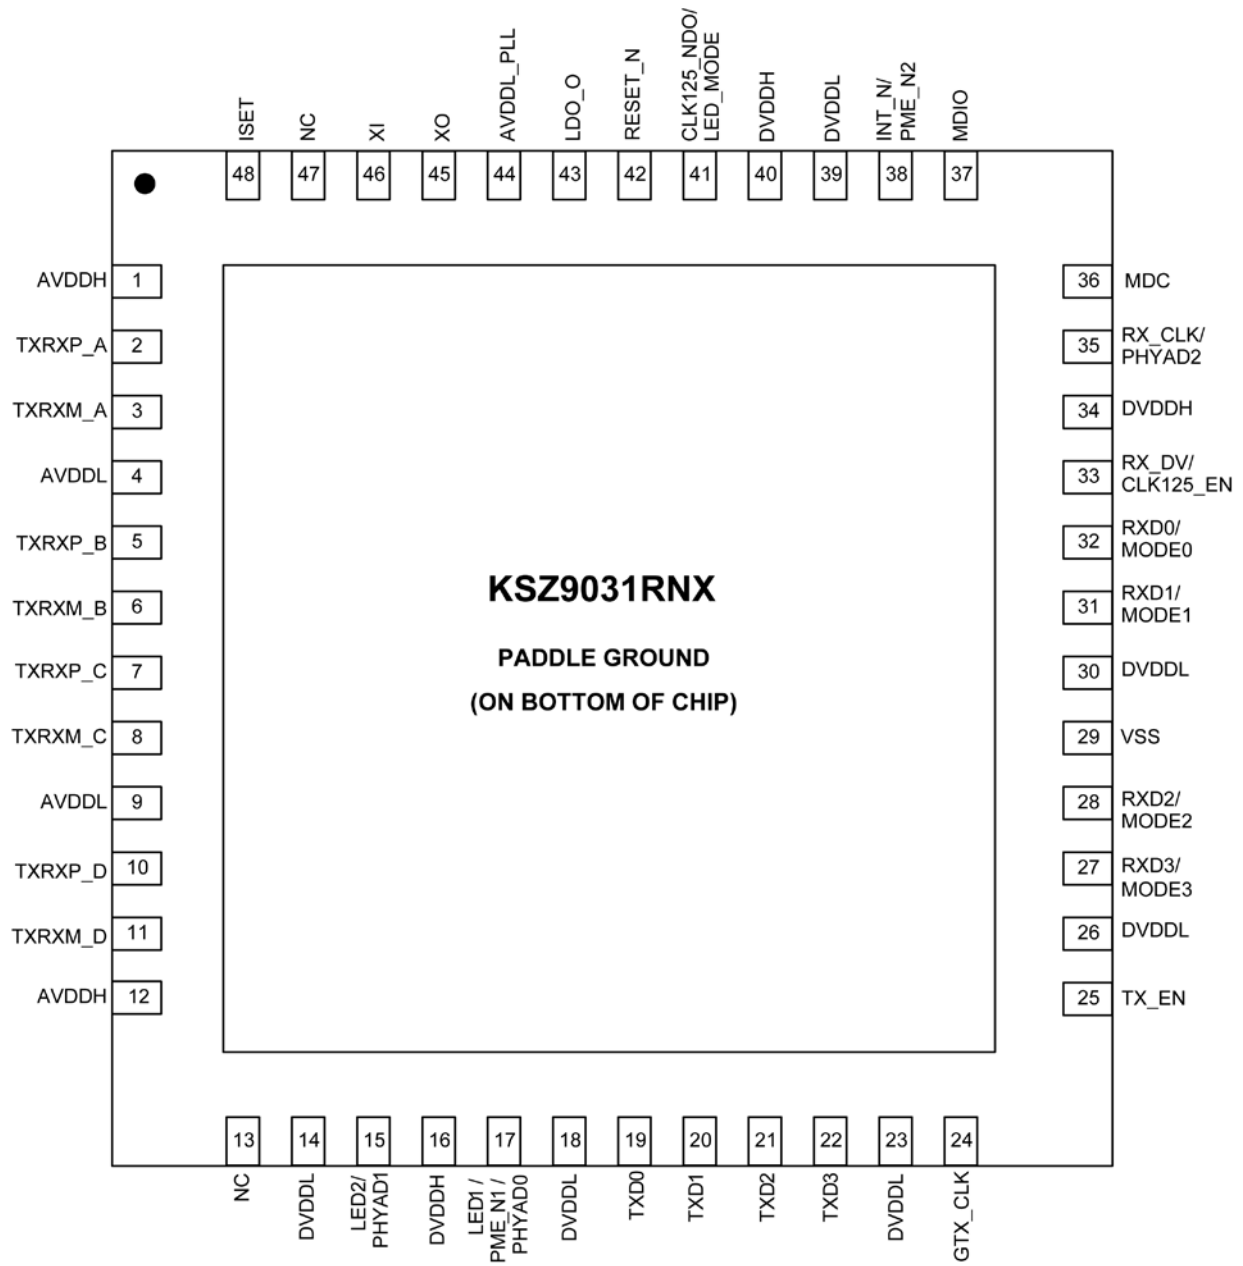 ISET
NC
XI
XO
AVDDL_PLL
LDO_O
RESET_N
CLK125_NDO/
LED_MODE
DVDDH
DVDDL
INT_N/
PME_N2
MDIO
48
47
46
45
44
43
42
41
40
39
38
37
AVDDH 1
TXRXP_A 2
TXRXM_A 3
AVDDL 4
TXRXP_B 5
TXRXM_B 6
TXRXP_C 7
TXRXM_C 8
AVDDL 9
TXRXP_D 10
TXRXM_D 11
AVDDH 12
KSZ9031RNX
PADDLE GROUND
(ON BOTTOM OF CHIP)
36 MDC
35 RX_CLK/
PHYAD2
34 DVDDH
33 RX_DV/
CLK125_EN
32 RXD0/
MODE0
31 RXD1/
MODE1
30 DVDDL
29 VSS
28 RXD2/
MODE2
27 RXD3/
MODE3
26 DVDDL
25 TX_EN
13
14
15
16
17
18
19
20
21
22
23
24
NC
DVDDL
LED2/
PHYAD1
DVDDH
LED1 /
PME_N1 /
PHYAD0
DVDDL
TXD0
TXD1
TXD2
TXD3
DVDDL
GTX_CLK